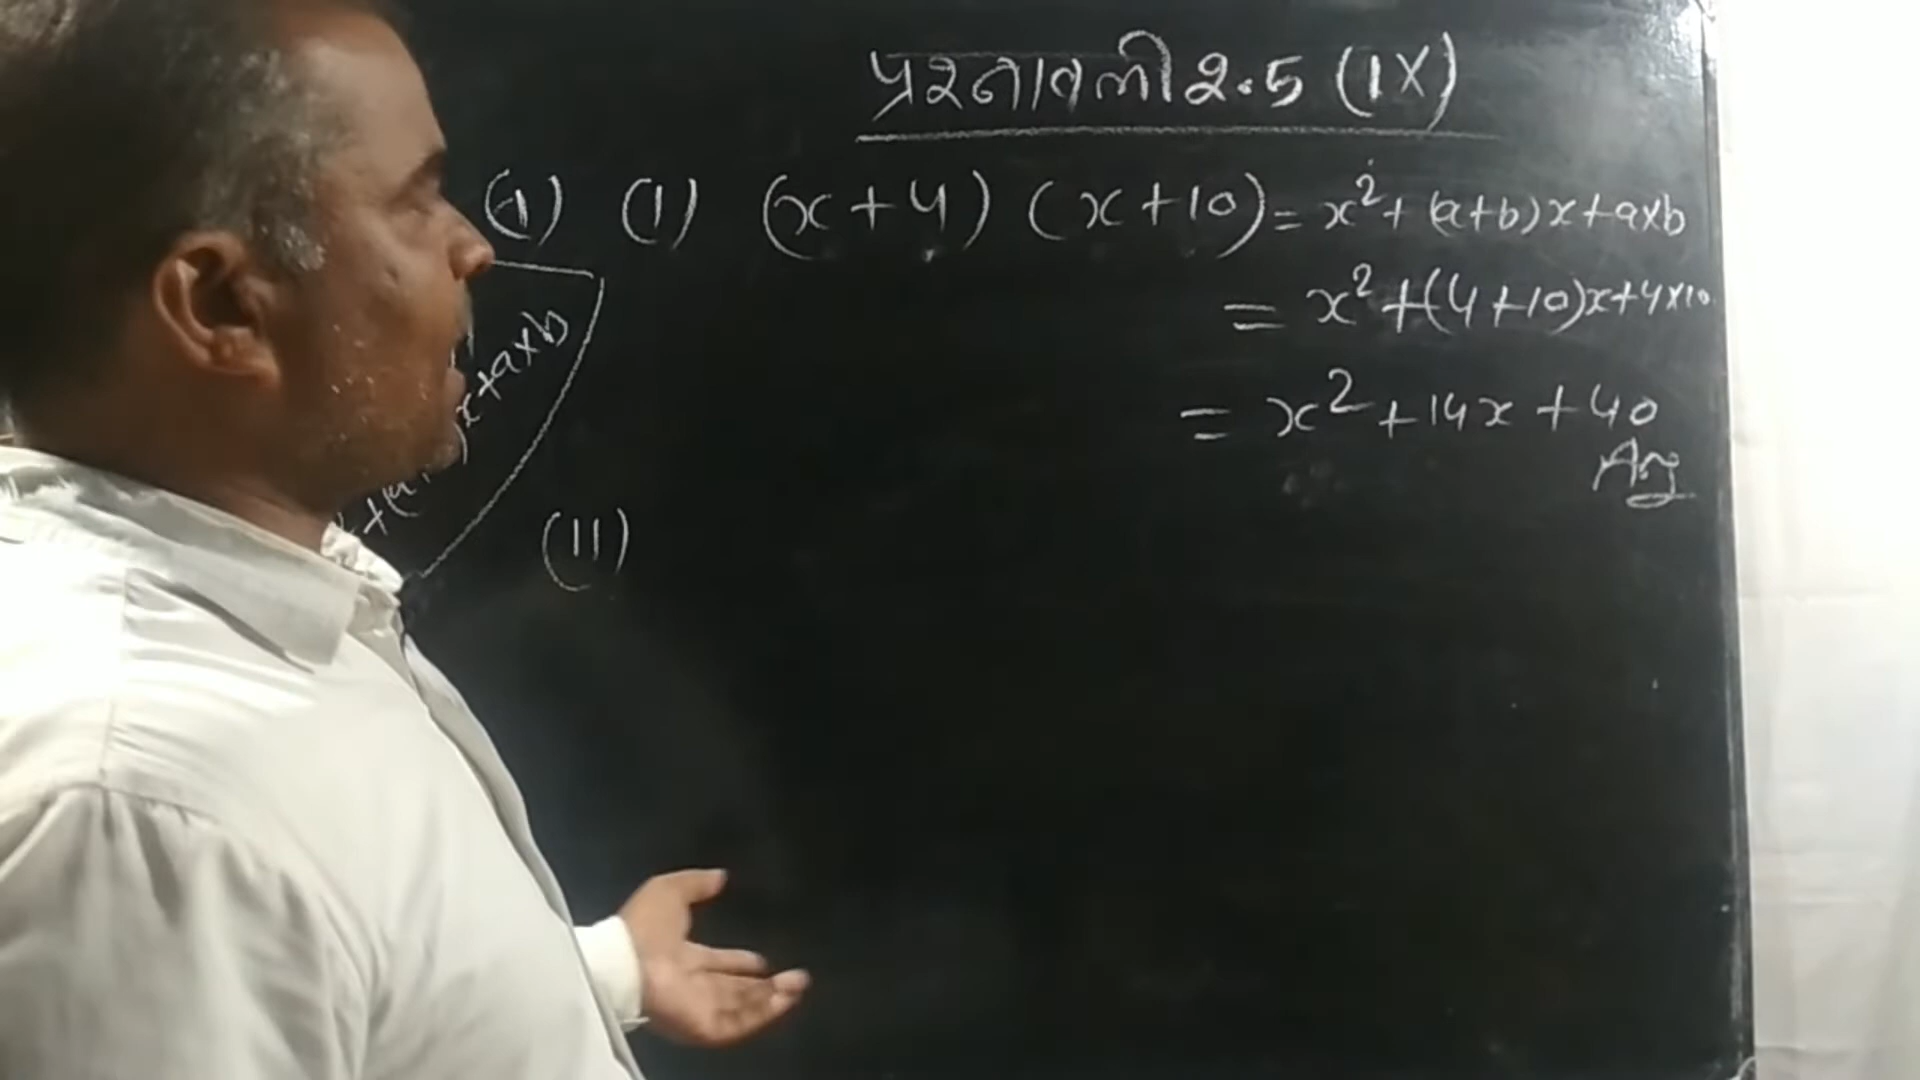 प्रश्नावली 2.5 (IX)
(1) (I) (x+4) (x+10) = x² + (a+b)x + a×b
= x² + (4+10)x + 4×10
= x² + 14x + 40
Ans
x + a×b
(II)